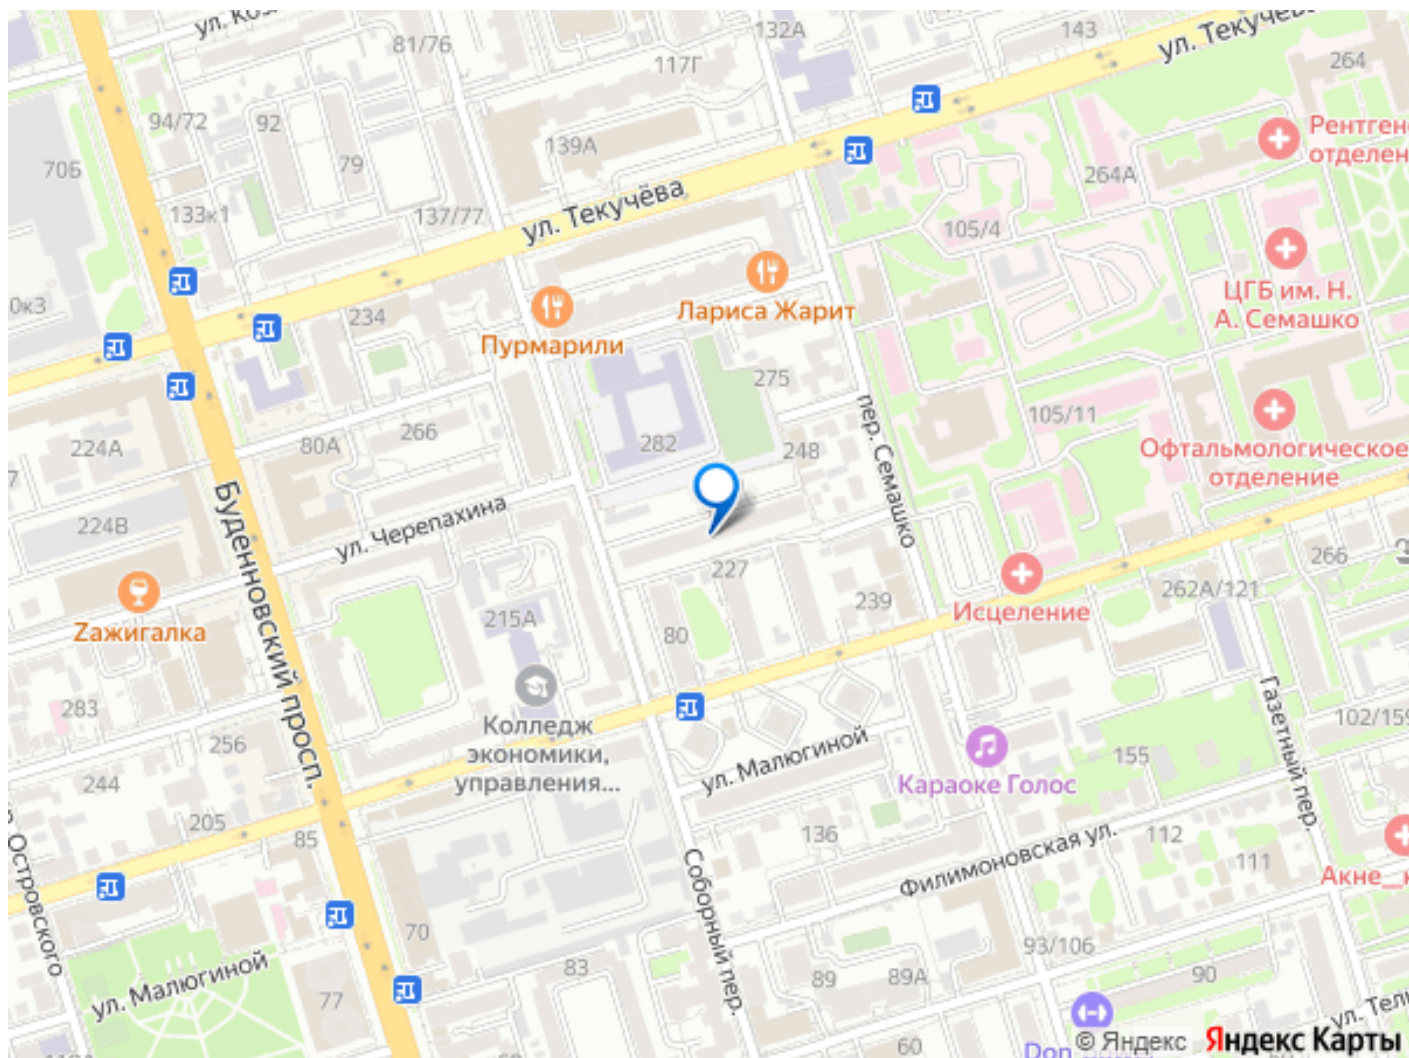 132А
143
ул. Текучёва
81/76
117Г
264
94/72
92
Рентген
отделен
139А
79
70Б
264А
ул. Текучёва
133к1
137/77
105/4
ЦГБ им. Н.
А. Семашко
0к3
234
Лариса Жарит
Пурмарили
275
пер. Семашко
105/11
224А
80А
266
282
248
Офтальмологическое
отделение
7
Буденновский просп.
224В
ул. Черепахина
227
266
262А/121
Zажигалка
215А
239
Исцеление
80
283
Газетный пер.
102/159
256
Колледж
экономики,
управления...
ул. Малюгиной
155
244
Караоке Голос
205
85
136
112
111
Филимоновская ул.
Островского
Соборный пер.
Акне_
70
93/106
ул. Малюгиной
83
89
89А
90
77
60
Don
© Яндекс
Яндекс Карты